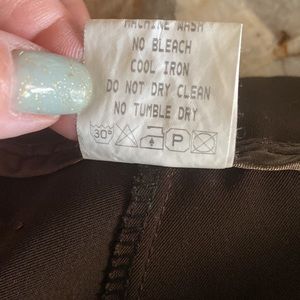 MACHINE WASH
NO BLEACH
COOL IRON
DO NOT DRY CLEAN
NO TUMBLE DRY
30° P